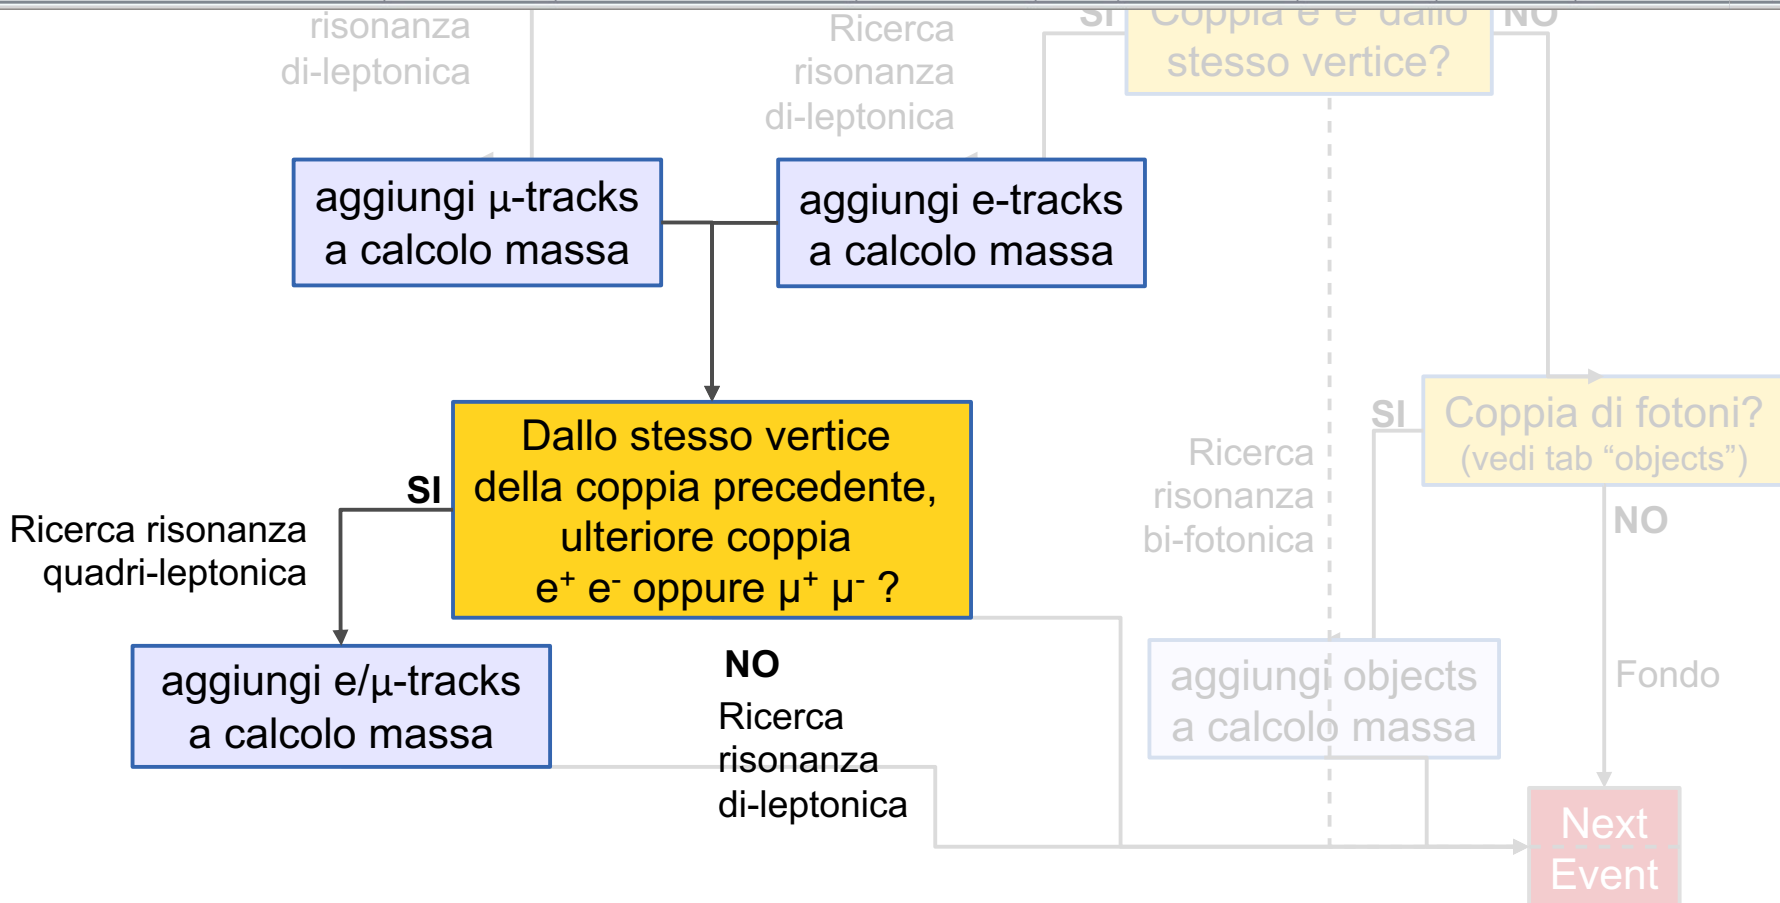 risonanza
di-leptonica
Ricerca
risonanza
di-leptonica
SI
Coppia e e dallo
stesso vertice?
NO
aggiungi μ-tracks
a calcolo massa
aggiungi e-tracks
a calcolo massa
Dallo stesso vertice
della coppia precedente,
ulteriore coppia
e⁺ e⁻ oppure μ⁺ μ⁻ ?
SI
Ricerca risonanza
quadri-leptonica
aggiungi e/μ-tracks
a calcolo massa
NO
Ricerca
risonanza
di-leptonica
SI
Coppia di fotoni?
(vedi tab “objects”)
Ricerca
risonanza
bi-fotonica
NO
aggiungi objects
a calcolo massa
Fondo
Next
Event